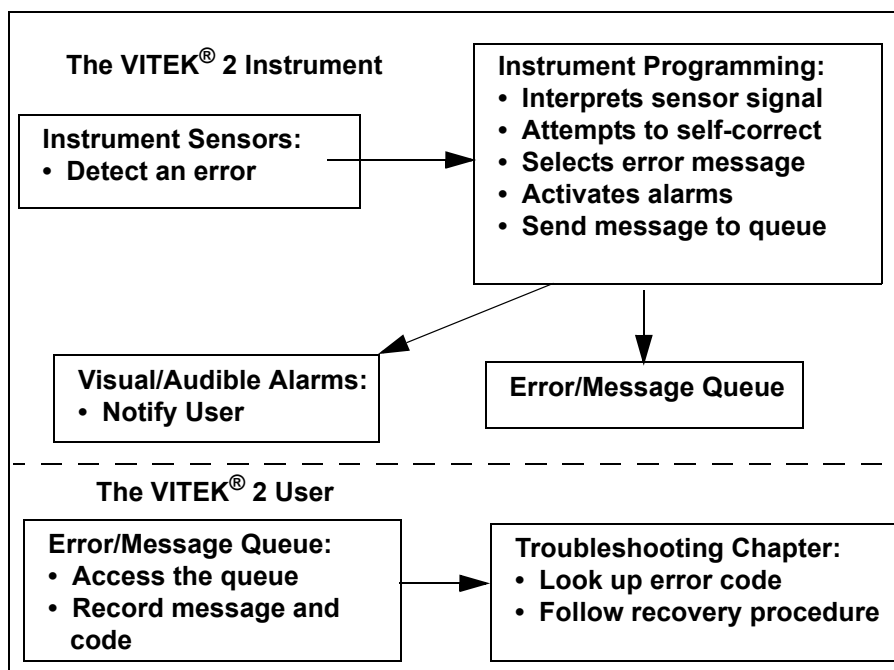 The VITEK® 2 Instrument
Instrument Sensors:
• Detect an error
Instrument Programming:
• Interprets sensor signal
• Attempts to self-correct
• Selects error message
• Activates alarms
• Send message to queue
Visual/Audible Alarms:
• Notify User
Error/Message Queue
The VITEK® 2 User
Error/Message Queue:
• Access the queue
• Record message and
code
Troubleshooting Chapter:
• Look up error code
• Follow recovery procedure